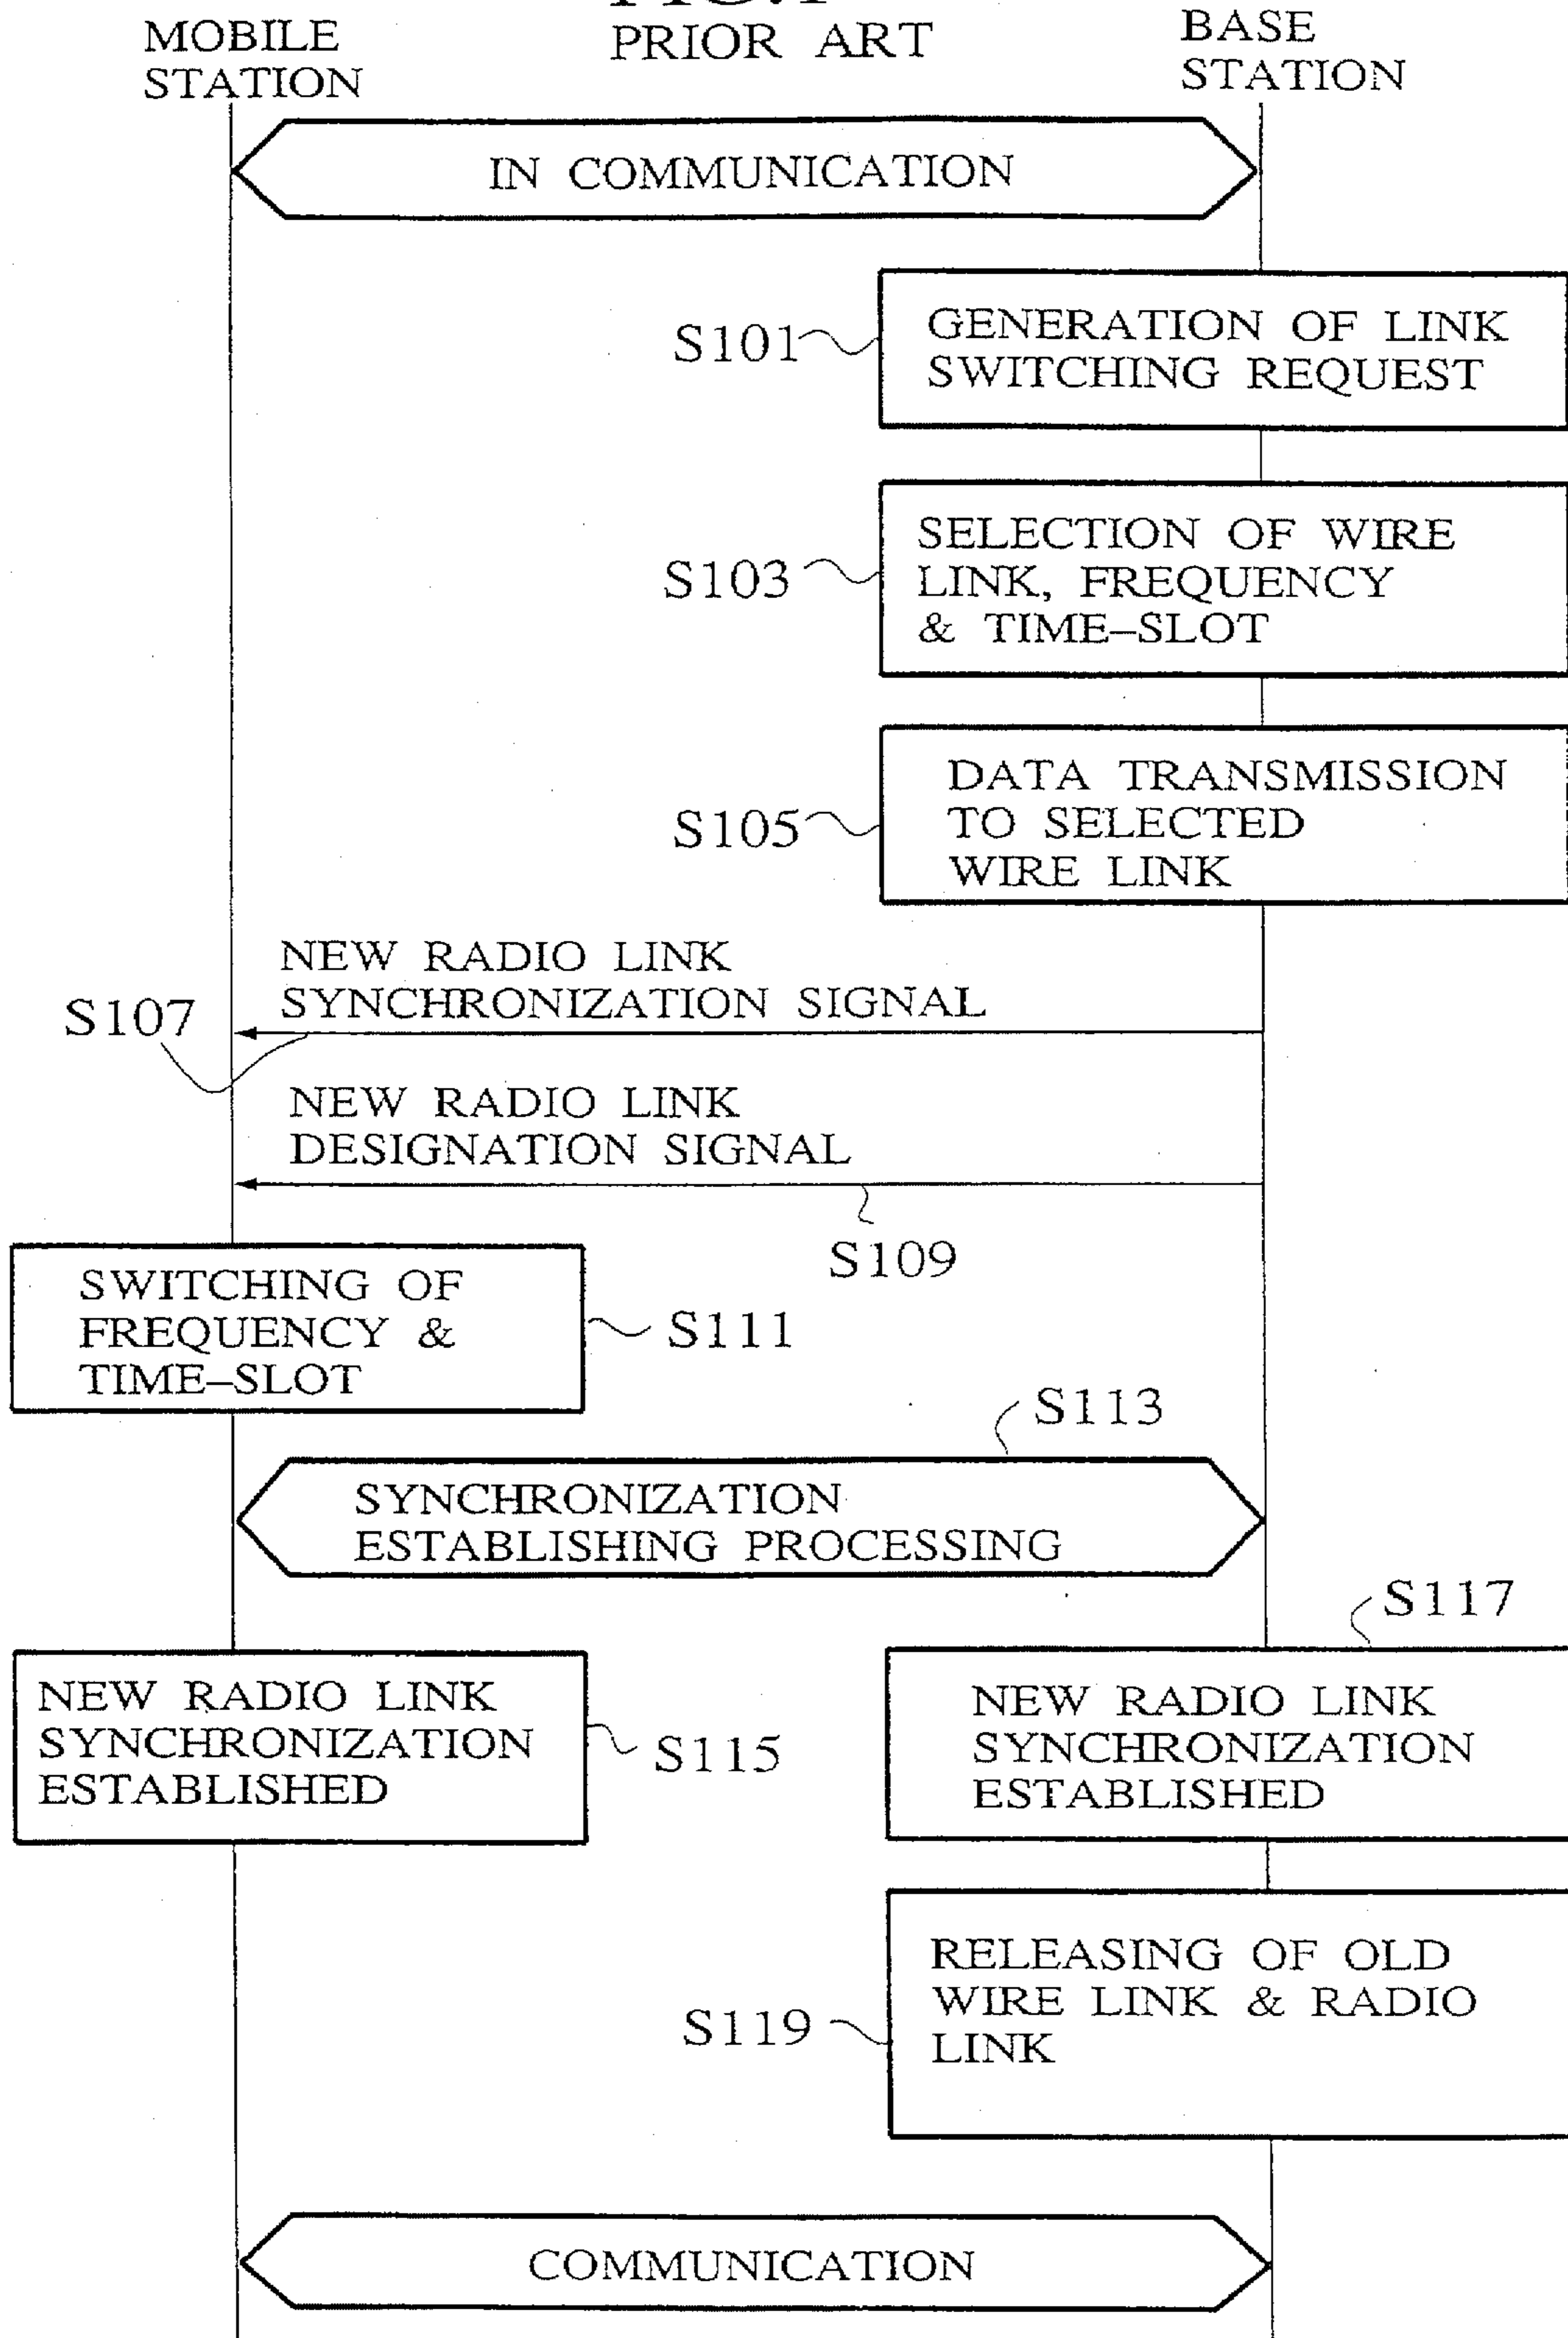 PRIOR ART
MOBILE
STATION
BASE
STATION
IN COMMUNICATION
S101
GENERATION OF LINK
SWITCHING REQUEST
S103
SELECTION OF WIRE
LINK, FREQUENCY
& TIME–SLOT
S105
DATA TRANSMISSION
TO SELECTED
WIRE LINK
NEW RADIO LINK
SYNCHRONIZATION SIGNAL
S107
NEW RADIO LINK
DESIGNATION SIGNAL
S109
SWITCHING OF
FREQUENCY &
TIME–SLOT
S111
S113
SYNCHRONIZATION
ESTABLISHING PROCESSING
NEW RADIO LINK
SYNCHRONIZATION
ESTABLISHED
S115
S117
NEW RADIO LINK
SYNCHRONIZATION
ESTABLISHED
S119
RELEASING OF OLD
WIRE LINK & RADIO
LINK
COMMUNICATION